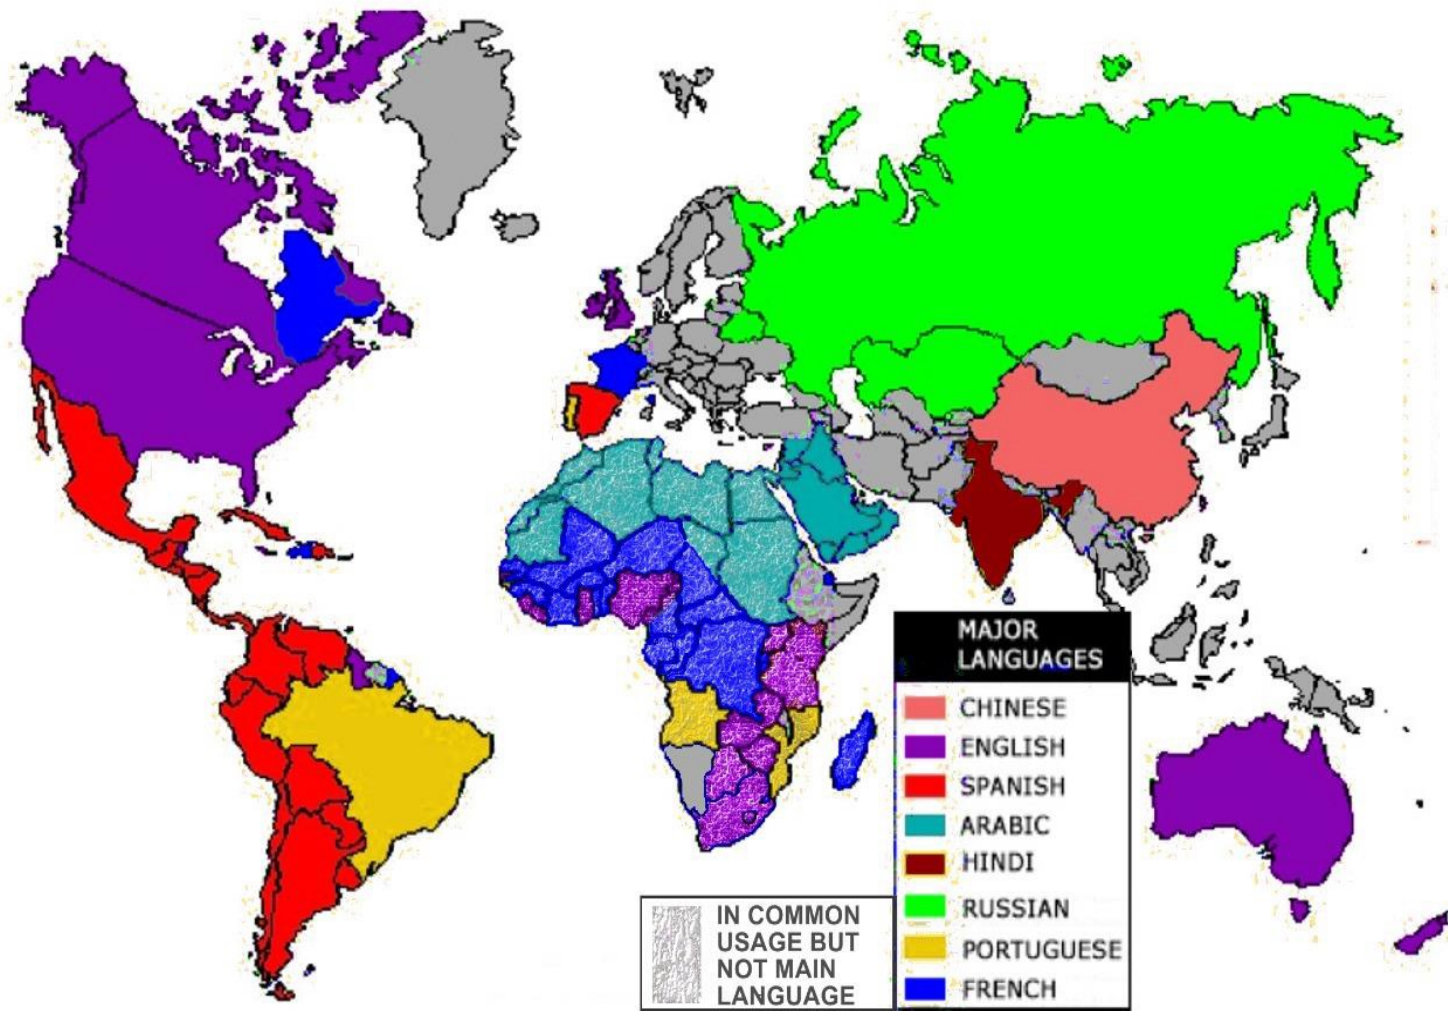 MAJOR
LANGUAGES
CHINESE
ENGLISH
SPANISH
ARABIC
HINDI
RUSSIAN
PORTUGUESE
FRENCH
IN COMMON
USAGE BUT
NOT MAIN
LANGUAGE